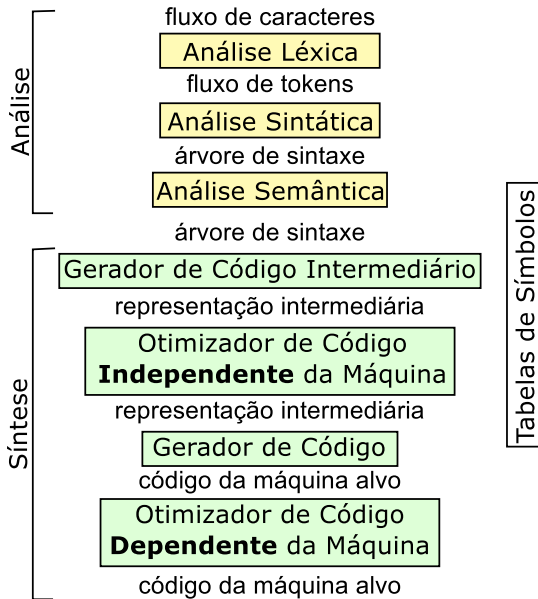 fluxo de caracteres
Análise Léxica
fluxo de tokens
Análise Sintática
árvore de sintaxe
Análise Semântica
árvore de sintaxe
Gerador de Código Intermediário
representação intermediária
Otimizador de Código
Independente da Máquina
representação intermediária
Gerador de Código
código da máquina alvo
Otimizador de Código
Dependente da Máquina
código da máquina alvo
Análise
Síntese
Tabelas de Símbolos